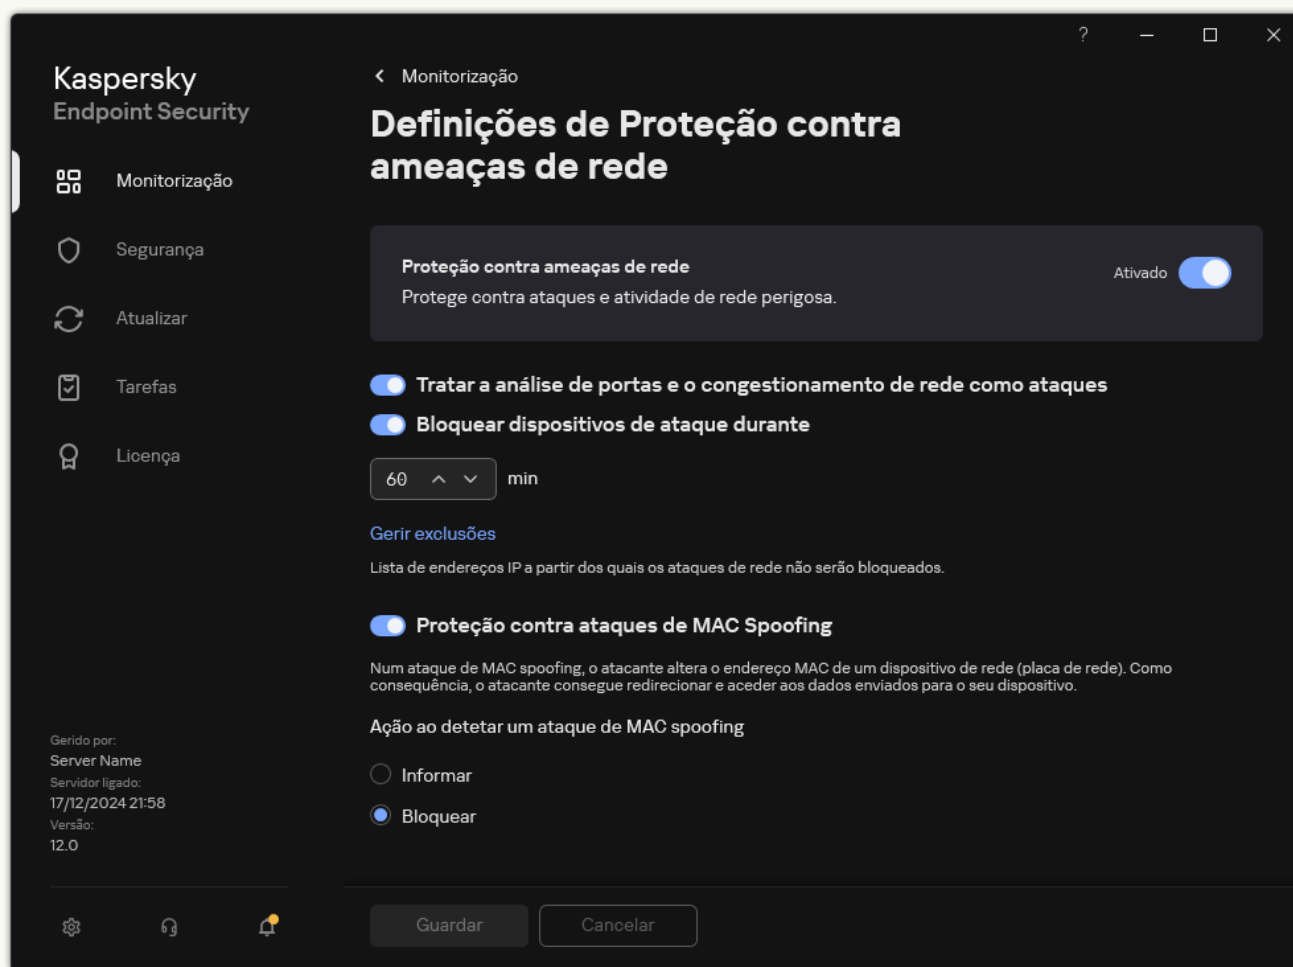 Kaspersky
Endpoint Security
Monitorização
Segurança
Atualizar
Tarefas
Licença
Gerido por:
Server Name
Servidor ligado:
17/12/2024 21:58
Versão:
12.0
?
Monitorização
Definições de Proteção contra
ameaças de rede
Proteção contra ameaças de rede
Protege contra ataques e atividade de rede perigosa.
Ativado
Tratar a análise de portas e o congestionamento de rede como ataques
Bloquear dispositivos de ataque durante
60 min
Gerir exclusões
Lista de endereços IP a partir dos quais os ataques de rede não serão bloqueados.
Proteção contra ataques de MAC Spoofing
Num ataque de MAC spoofing, o atacante altera o endereço MAC de um dispositivo de rede (placa de rede). Como
consequência, o atacante consegue redirecionar e aceder aos dados enviados para o seu dispositivo.
Ação ao detetar um ataque de MAC spoofing
Informar
Bloquear
Guardar
Cancelar